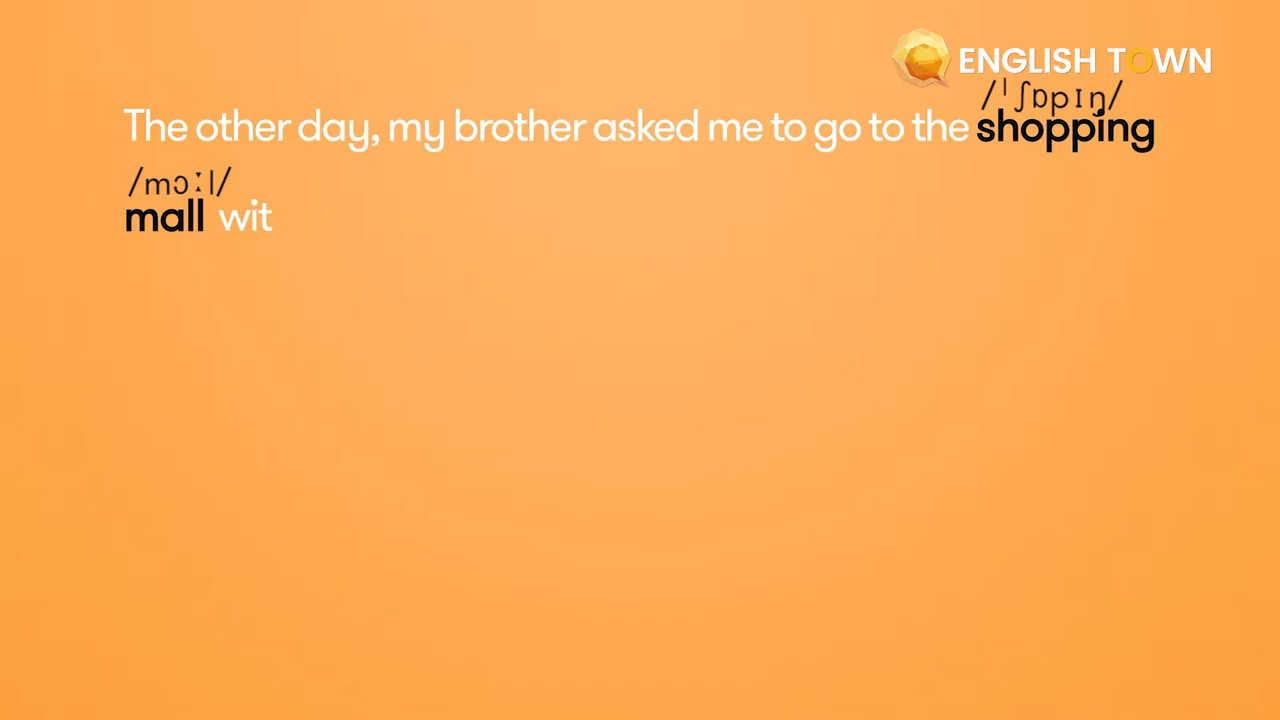 ENGLISH TOWN
/ˈʃɒpɪŋ/
The other day, my brother asked me to go to the shopping
/mɔːl/
mall wit